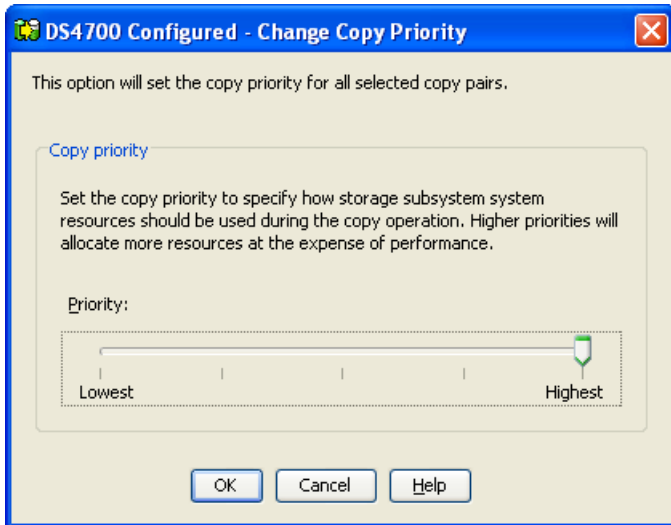 DS4700 Configured - Change Copy Priority
This option will set the copy priority for all selected copy pairs.
Copy priority
Set the copy priority to specify how storage subsystem system
resources should be used during the copy operation. Higher priorities will
allocate more resources at the expense of performance.
Priority:
Lowest Highest
OK Cancel Help